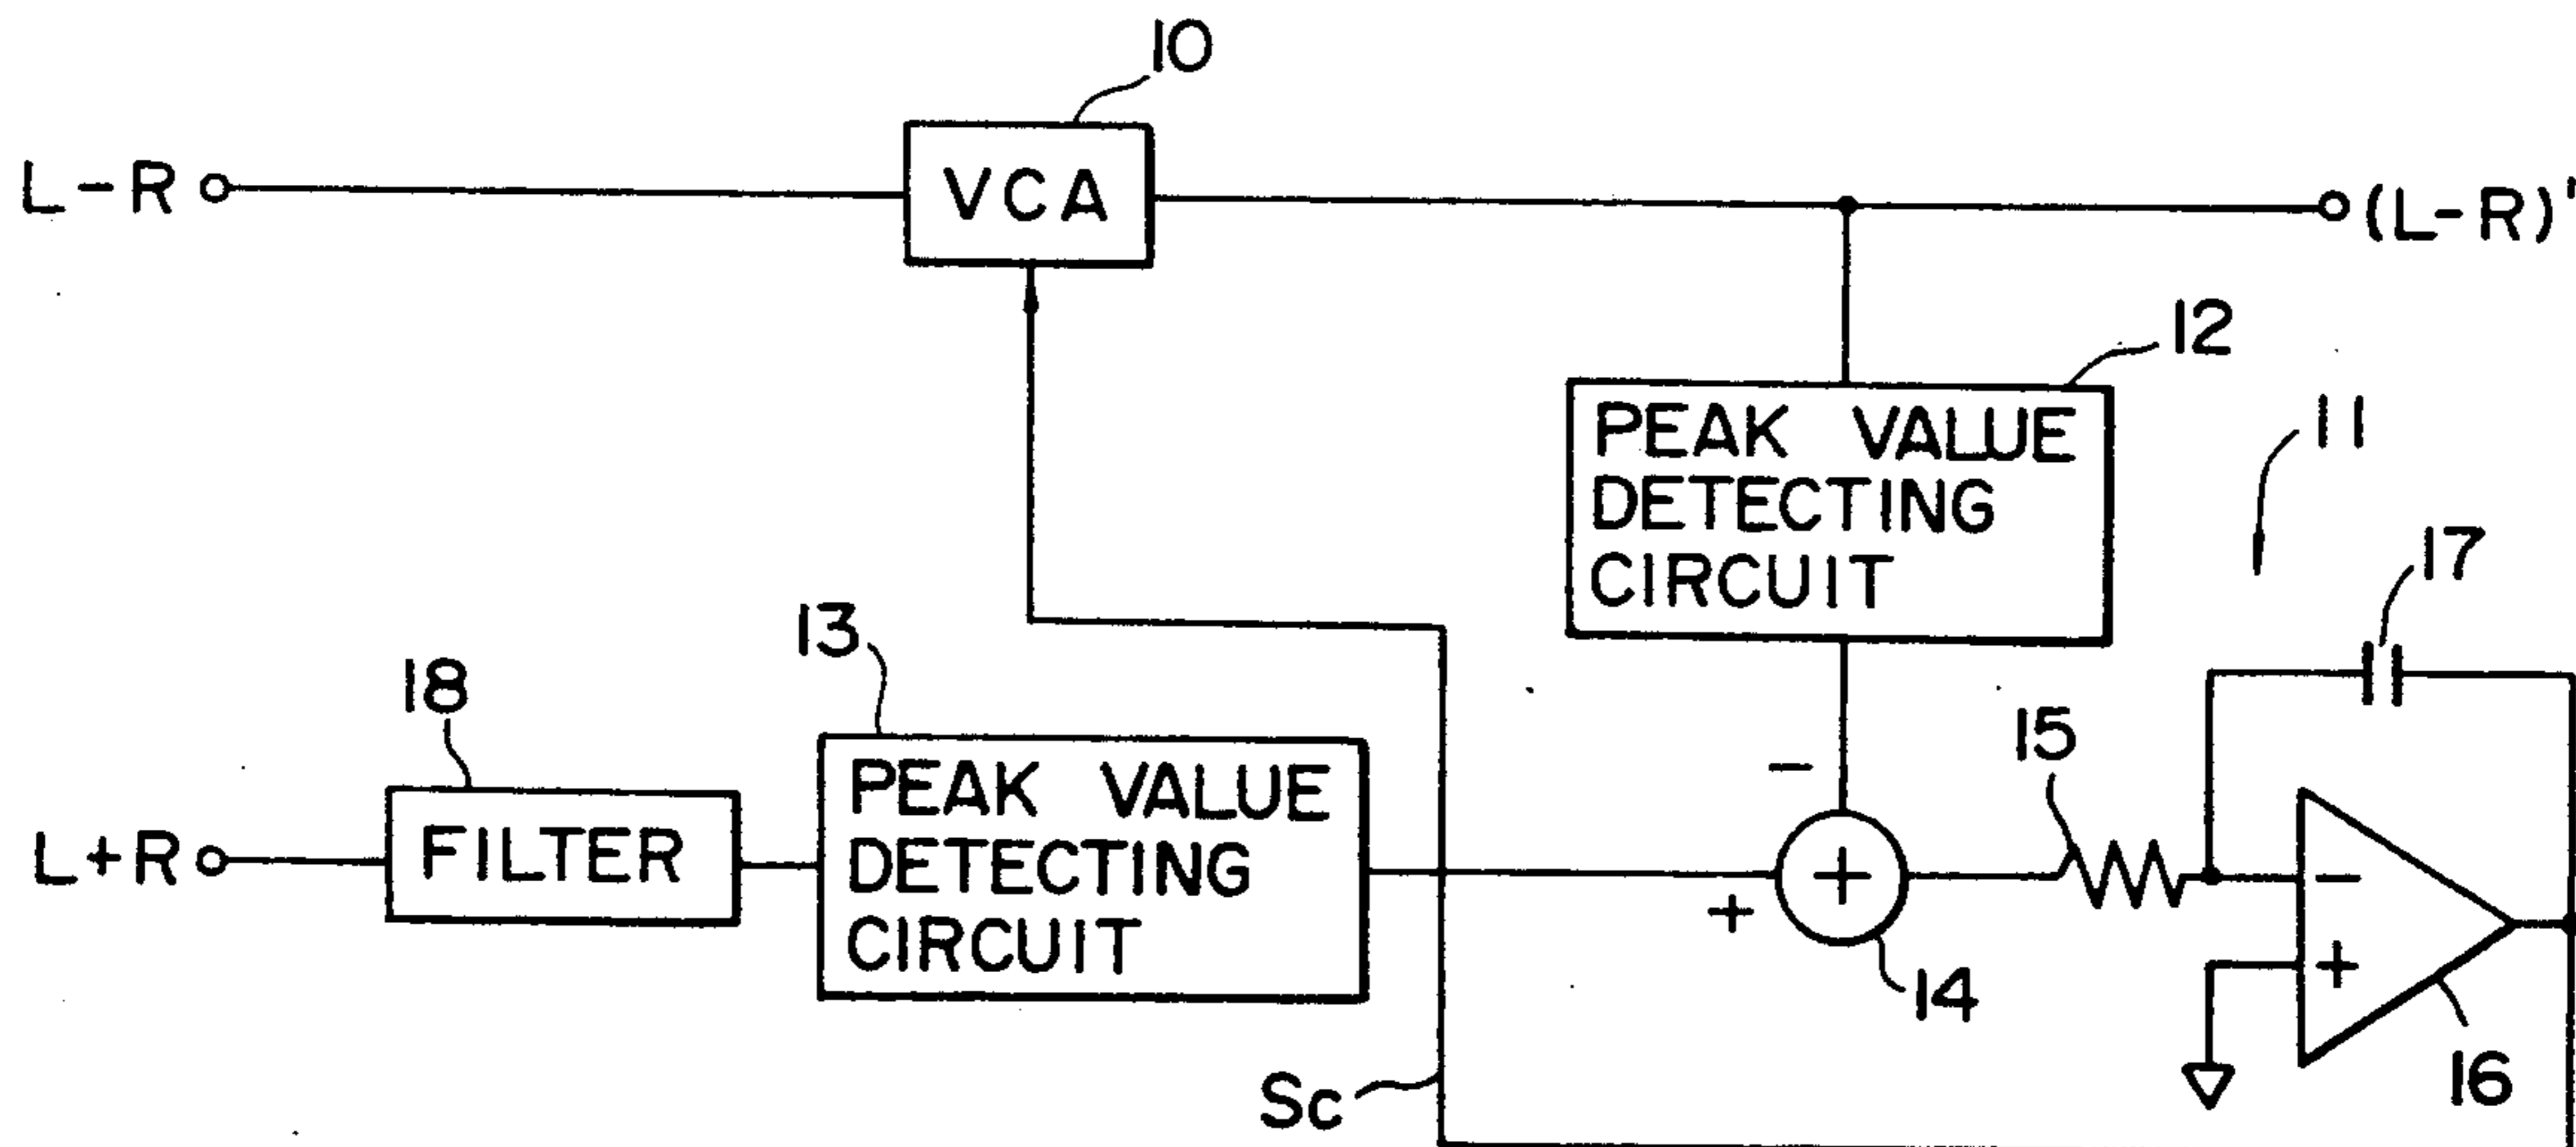 10
L-R
VCA
(L-R)'
12
PEAK VALUE
DETECTING
CIRCUIT
11
17
13
18
15
L+R
FILTER
PEAK VALUE
DETECTING
CIRCUIT
-
+
+
-
+
14
16
Sc